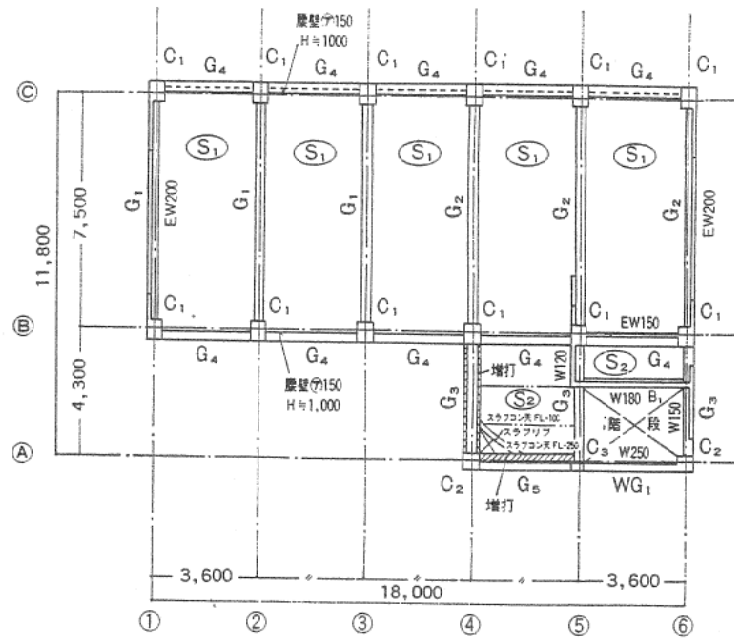 腰壁㋢150
H≒1000
C₁ G₄ C₁ G₄ C₁ G₄ C₁ G₄ C₁ G₄ C₁
Ⓒ
S₁ S₁ S₁ S₁ S₁
G₁ EW200 G₁ G₁ G₂ G₂ EW200
7,500
11,800
C₁ C₁ C₁ C₁ C₁ EW150 C₁
Ⓑ
G₄ G₄ G₄ G₄ W120 S₂ G₄
腰壁㋢150
H≒1,000
増打
4,300
G₃ S₂ G₃ W180 B₁ W150 G₃
スラブコン天 FL-100
スラブリブ
スラブコン天 FL-250
階段
Ⓐ
C₃ W250 C₂
C₂ 増打 G₅ WG₁
3,600 3,600
18,000
① ② ③ ④ ⑤ ⑥